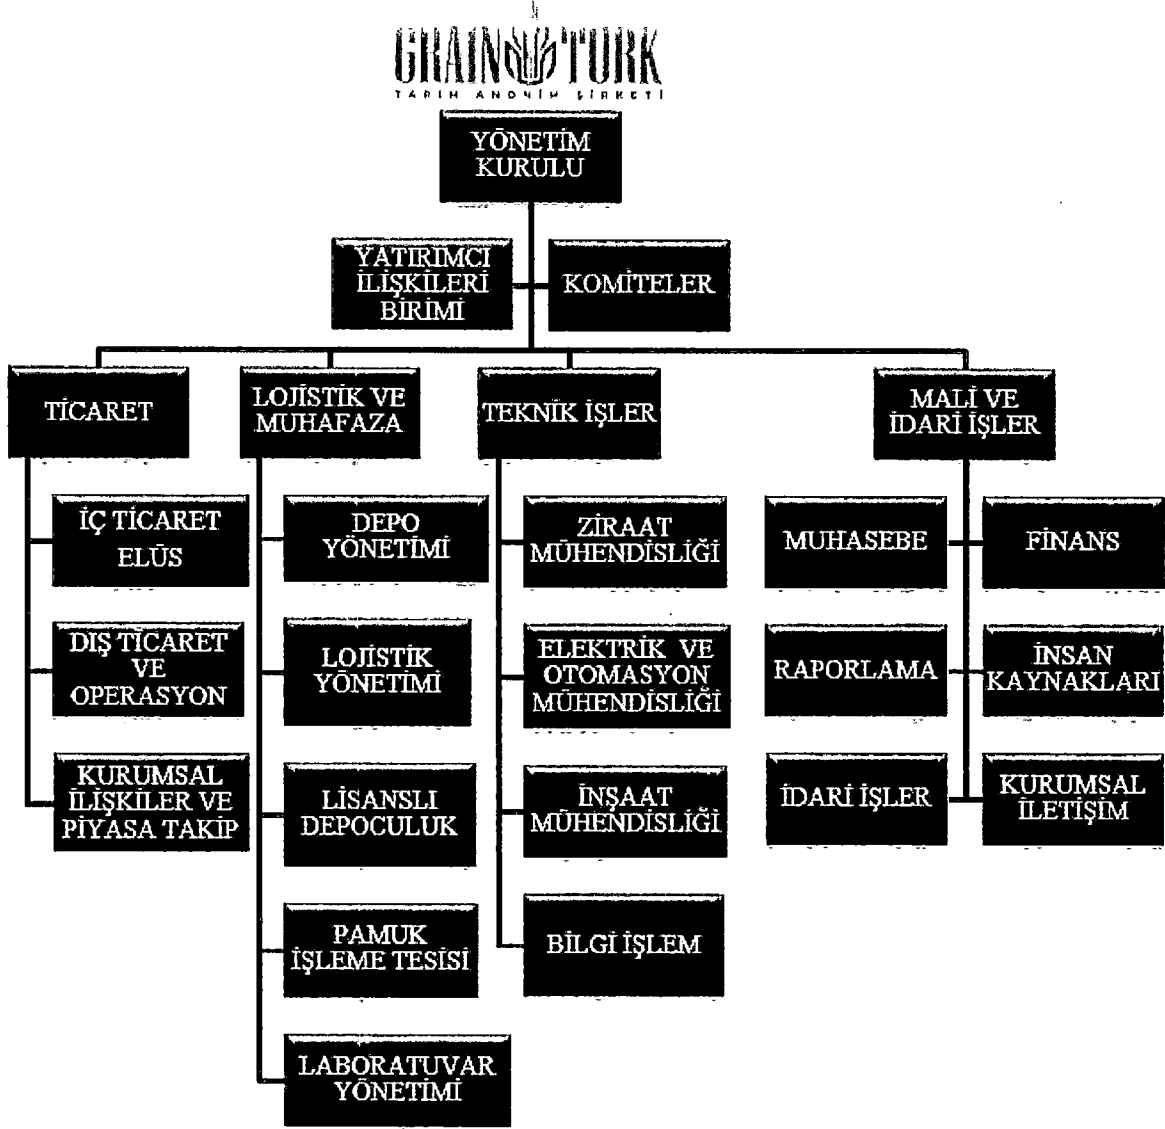 GRAIN TURK
TARIM ANONİM ŞİRKETİ
YÖNETİM
KURULU
YATIRIMCI
İLİŞKİLERİ
BİRİMİ
KOMİTELER
TİCARET
İÇ TİCARET
ELÜS
DIŞ TİCARET
VE
OPERASYON
KURUMSAL
İLİŞKİLER VE
PİYASA TAKİP
LOJİSTİK VE
MUHAFAZA
DEPO
YÖNETİMİ
LOJİSTİK
YÖNETİMİ
LİSANSLI
DEPOCULUK
PAMUK
İŞLEME TESİSİ
LABORATUVAR
YÖNETİMİ
TEKNİK İŞLER
ZİRAAT
MÜHENDİSLİĞİ
ELEKTRİK VE
OTOMASYON
MÜHENDİSLİĞİ
İNŞAAT
MÜHENDİSLİĞİ
BİLGİ İŞLEM
MALİ VE
İDARİ İŞLER
MUHASEBE
FİNANS
RAPORLAMA
İNSAN
KAYNAKLARI
İDARİ İŞLER
KURUMSAL
İLETİŞİM